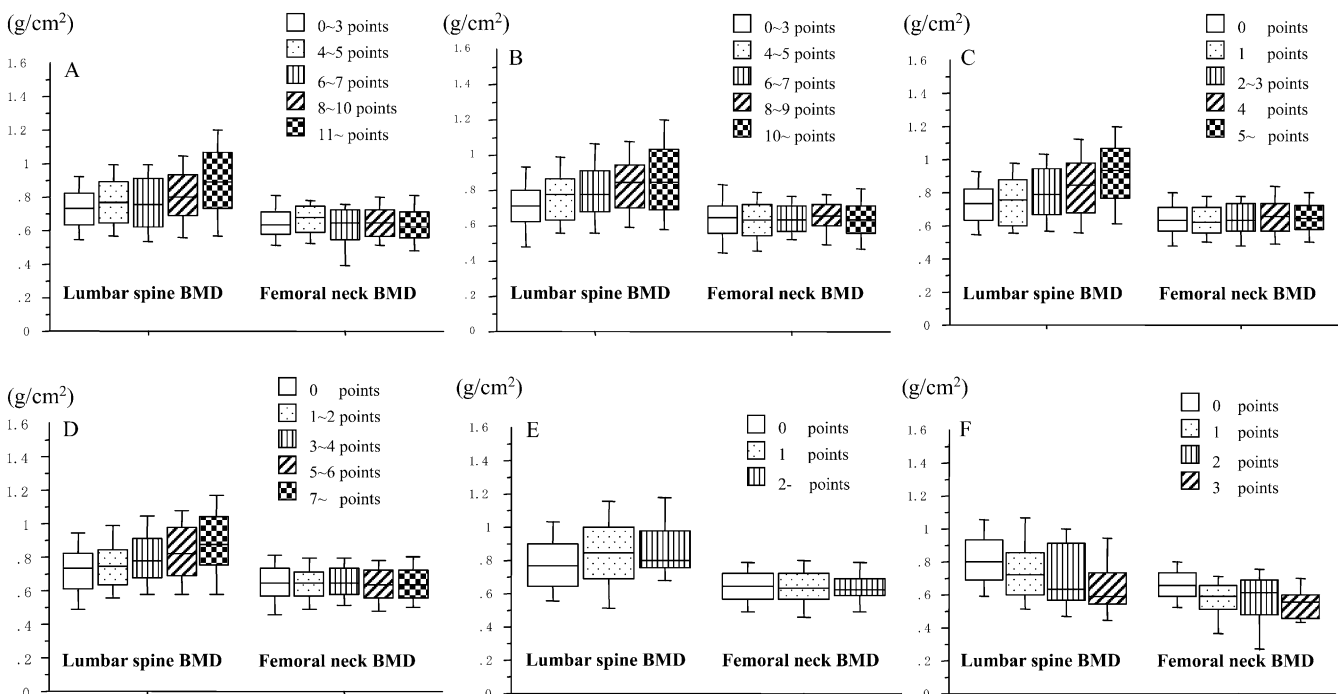 (g/cm²)
A
0~3 points
4~5 points
6~7 points
8~10 points
11~ points
1.6
1.4
1.2
1
.8
.6
.4
.2
0
Lumbar spine BMD Femoral neck BMD
(g/cm²)
B
0~3 points
4~5 points
6~7 points
8~9 points
10~ points
1.6
1.4
1.2
1
.8
.6
.4
.2
0
Lumbar spine BMD Femoral neck BMD
(g/cm²)
C
0 points
1 points
2~3 points
4 points
5~ points
1.6
1.4
1.2
1
.8
.6
.4
.2
0
Lumbar spine BMD Femoral neck BMD
(g/cm²)
D
0 points
1~2 points
3~4 points
5~6 points
7~ points
1.6
1.4
1.2
1
.8
.6
.4
.2
0
Lumbar spine BMD Femoral neck BMD
(g/cm²)
E
0 points
1 points
2- points
1.6
1.4
1.2
1
.8
.6
.4
.2
0
Lumbar spine BMD Femoral neck BMD
(g/cm²)
F
0 points
1 points
2 points
3 points
1.6
1.4
1.2
1
.8
.6
.4
.2
0
Lumbar spine BMD Femoral neck BMD